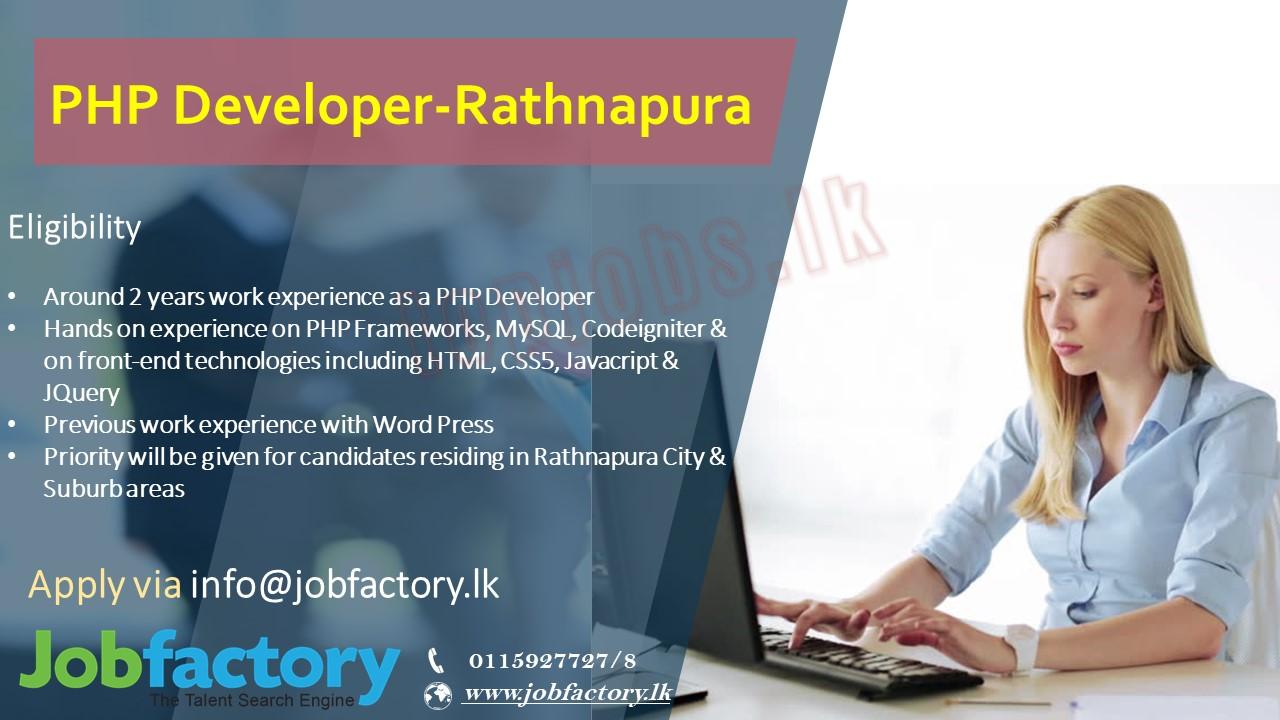 PHP Developer-Rathnapura
Eligibility
• Around 2 years work experience as a PHP Developer
• Hands on experience on PHP Frameworks, MySQL, Codeigniter &
on front-end technologies including HTML, CSS5, Javacript &
JQuery
• Previous work experience with Word Press
• Priority will be given for candidates residing in Rathnapura City &
Suburb areas
Apply via info@jobfactory.lk
Jobfactory
The Talent Search Engine
0115927727/8
www.jobfactory.lk